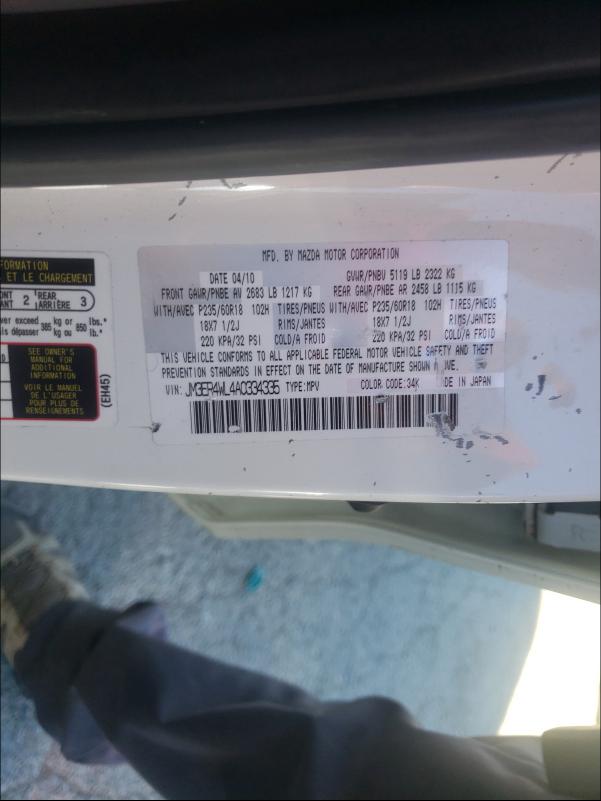 FORMATION
ET LE CHARGEMENT
2 REAR ARRIÈRE 3
ver exceed 385 kg or 850 lbs.*
is dépasser kg ou lb.*
SEE OWNER'S
MANUAL FOR
ADDITIONAL
INFORMATION
VOIR LE MANUEL
DE L'USAGER
POUR PLUS DE
RENSEIGNEMENTS
(EH45)
MFD. BY MAZDA MOTOR CORPORATION
DATE 04/10 GVWR/PNBV 5119 LB 2322 KG
FRONT GAWR/PNBE AV 2683 LB 1217 KG REAR GAWR/PNBE AR 2458 LB 1115 KG
WITH/AVEC P235/60R18 102H TIRES/PNEUS WITH/AVEC P235/60R18 102H TIRES/PNEUS
18X7 1/2J RIMS/JANTES 18X7 1/2J RIMS/JANTES
220 KPA/32 PSI COLD/A FROID 220 KPA/32 PSI COLD/A FROID
THIS VEHICLE CONFORMS TO ALL APPLICABLE FEDERAL MOTOR VEHICLE SAFETY AND THEFT
PREVENTION STANDARDS IN EFFECT ON THE DATE OF MANUFACTURE SHOWN VE.
VIN: JM3ER4WL4A0334335 TYPE:MPV COLOR CODE:34K DE IN JAPAN